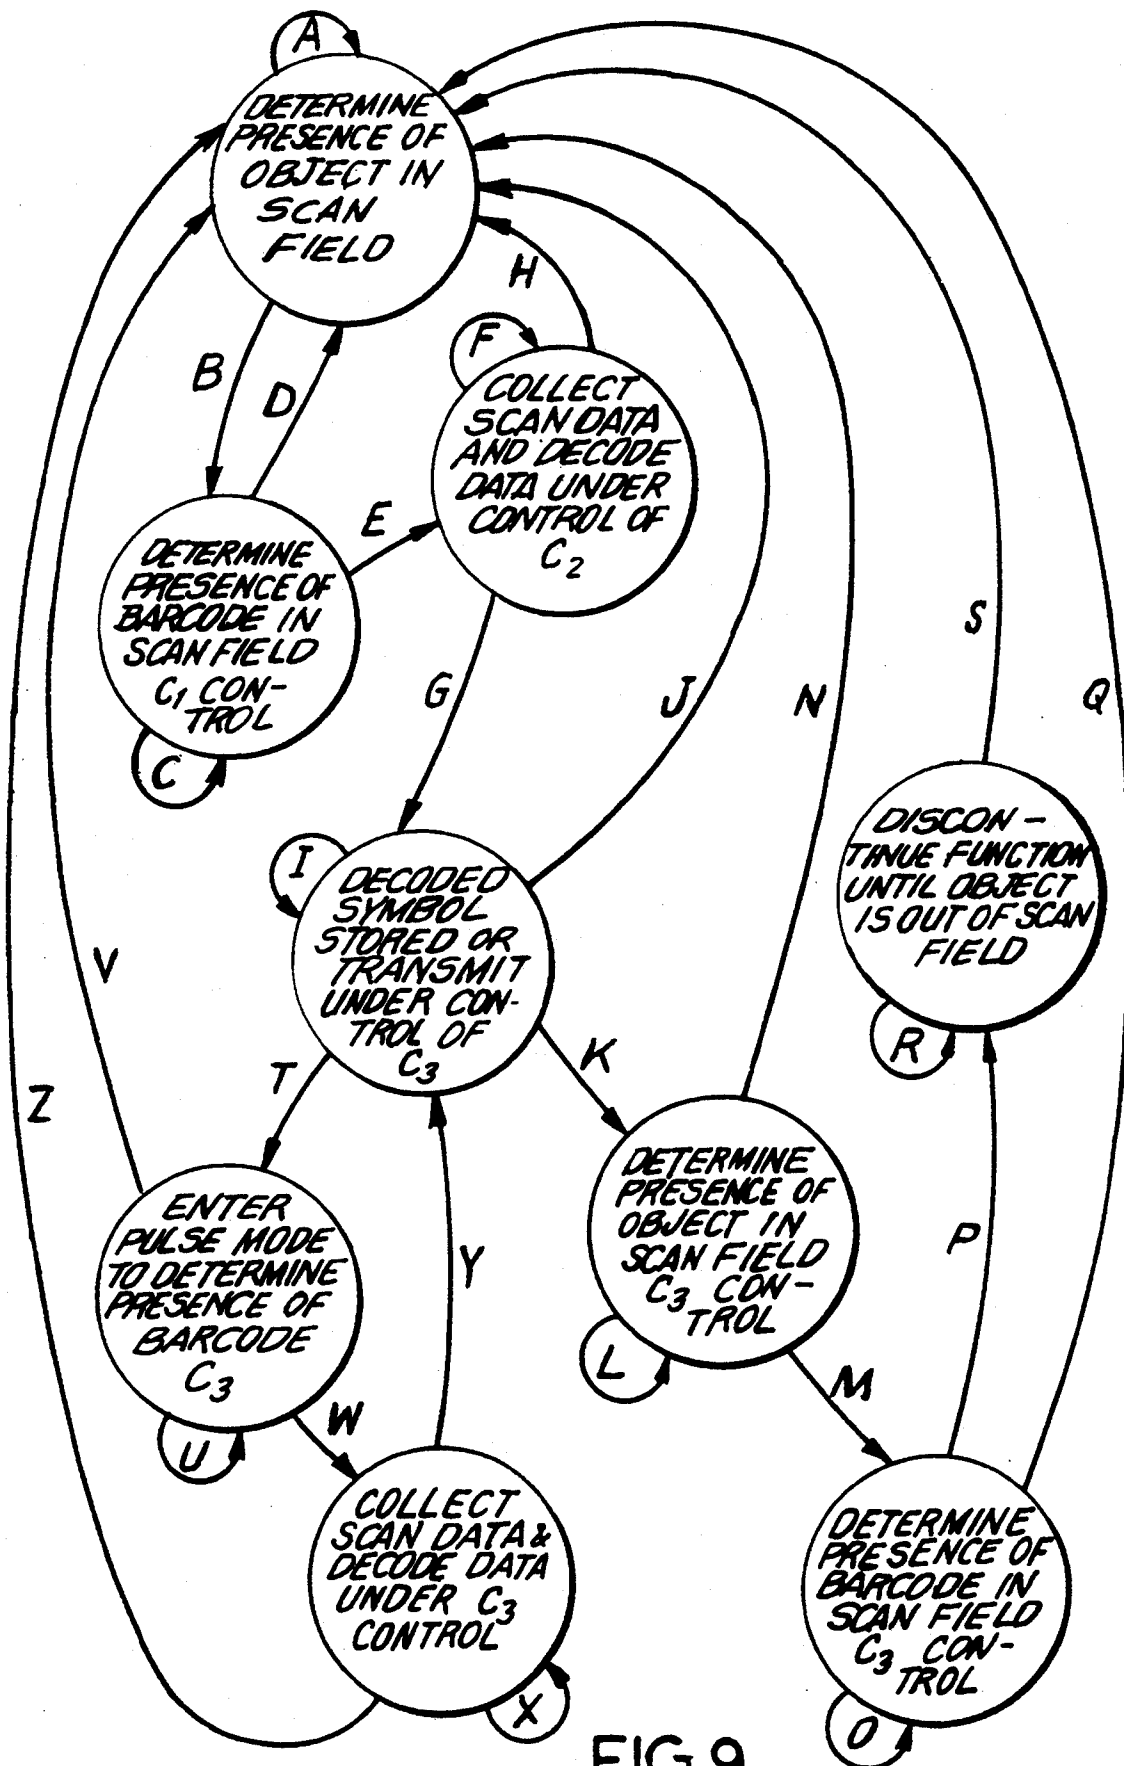 A
DETERMINE
PRESENCE OF
OBJECT IN
SCAN
FIELD
H
B
D
F
COLLECT
SCAN DATA
AND DECODE
DATA UNDER
CONTROL OF
C2
E
DETERMINE
PRESENCE OF
BARCODE IN
SCAN FIELD
C1 CON-
TROL
C
G
J
N
S
Q
DISCON-
TINUE FUNCTION
UNTIL OBJECT
IS OUT OF SCAN
FIELD
R
I
DECODED
SYMBOL
STORED OR
TRANSMIT
UNDER CON-
TROL OF
C3
V
Z
T
K
ENTER
PULSE MODE
TO DETERMINE
PRESENCE OF
BARCODE
C3
U
Y
DETERMINE
PRESENCE OF
OBJECT IN
SCAN FIELD
C3 CON-
TROL
L
P
M
W
COLLECT
SCAN DATA &
DECODE DATA
UNDER C3
CONTROL
X
DETERMINE
PRESENCE OF
BARCODE IN
SCAN FIELD
C3 CON-
TROL
O
FIG.9